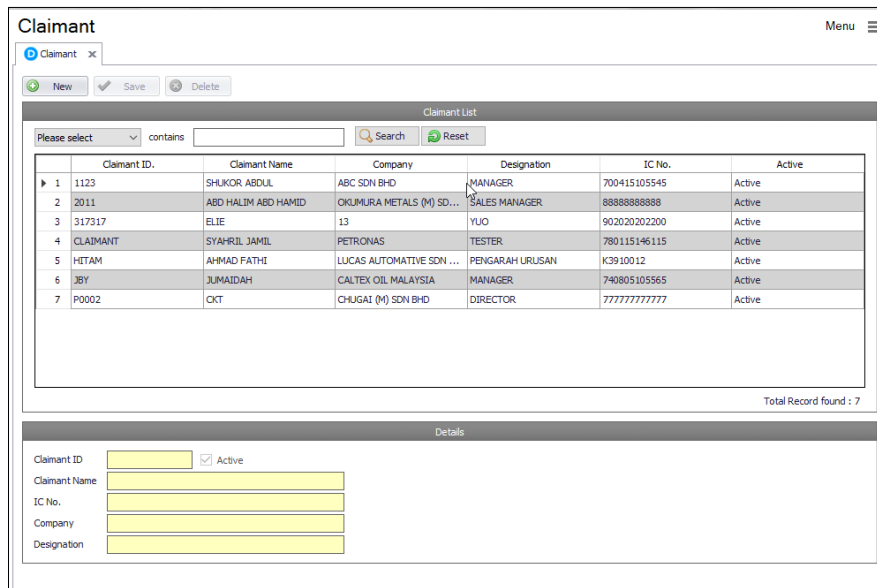 Claimant
Menu
D Claimant x
New Save Delete
Claimant List
Please select contains Search Reset
Claimant ID. Claimant Name Company Designation IC No. Active
1 1123 SHUKOR ABDUL ABC SDN BHD MANAGER 700415105545 Active
2 2011 ABD HALIM ABD HAMID OKUMURA METALS (M) SD... SALES MANAGER 88888888888 Active
3 317317 ELIE 13 YUO 902020202200 Active
4 CLAIMANT SYAHRIL JAMIL PETRONAS TESTER 780115146115 Active
5 HITAM AHMAD FATHI LUCAS AUTOMATIVE SDN ... PENGARAH URUSAN K3910012 Active
6 JBY JUMAIDAH CALTEX OIL MALAYSIA MANAGER 740805105565 Active
7 P0002 CKT CHUGAI (M) SDN BHD DIRECTOR 777777777777 Active
Total Record found : 7
Details
Claimant ID Active
Claimant Name
IC No.
Company
Designation